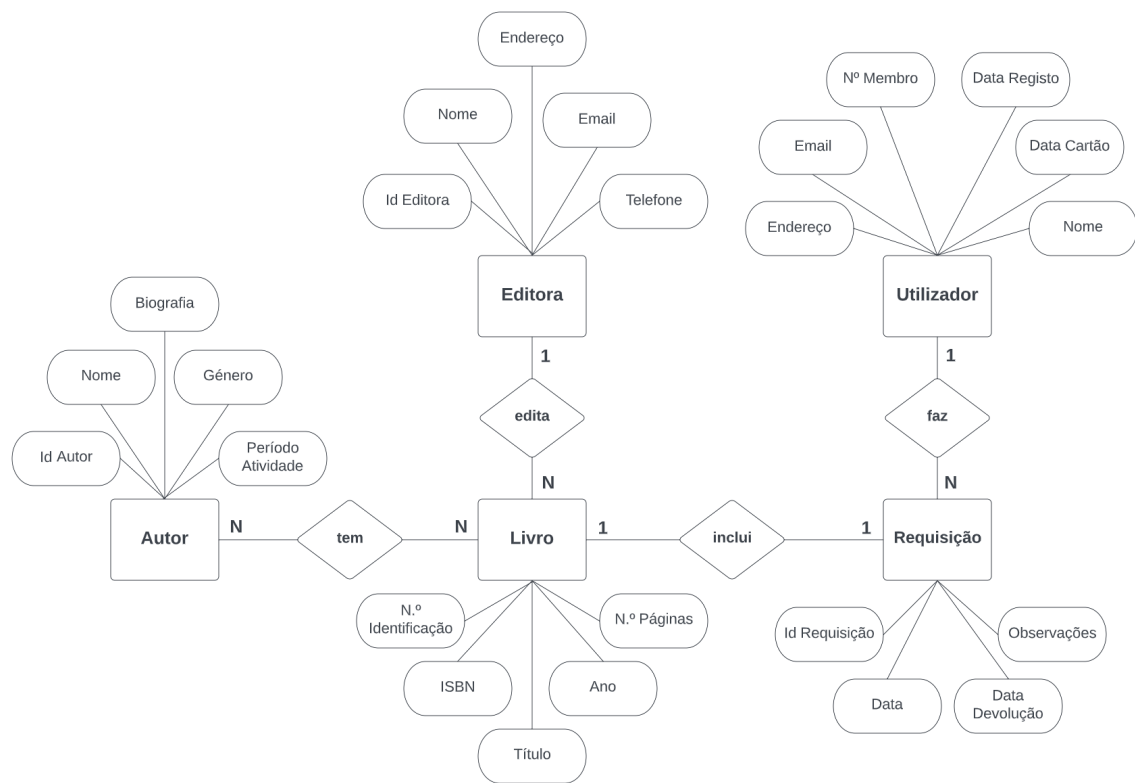 Endereço
Nº Membro
Data Registo
Nome
Email
Email
Data Cartão
Id Editora
Telefone
Endereço
Nome
Editora
Utilizador
Biografia
1
1
Nome
Género
edita
faz
Id Autor
Período
Atividade
N
N
Autor
N
tem
N
Livro
1
inclui
1
Requisição
N.º
Identificação
N.º Páginas
Id Requisição
Observações
ISBN
Ano
Data
Data
Devolução
Título